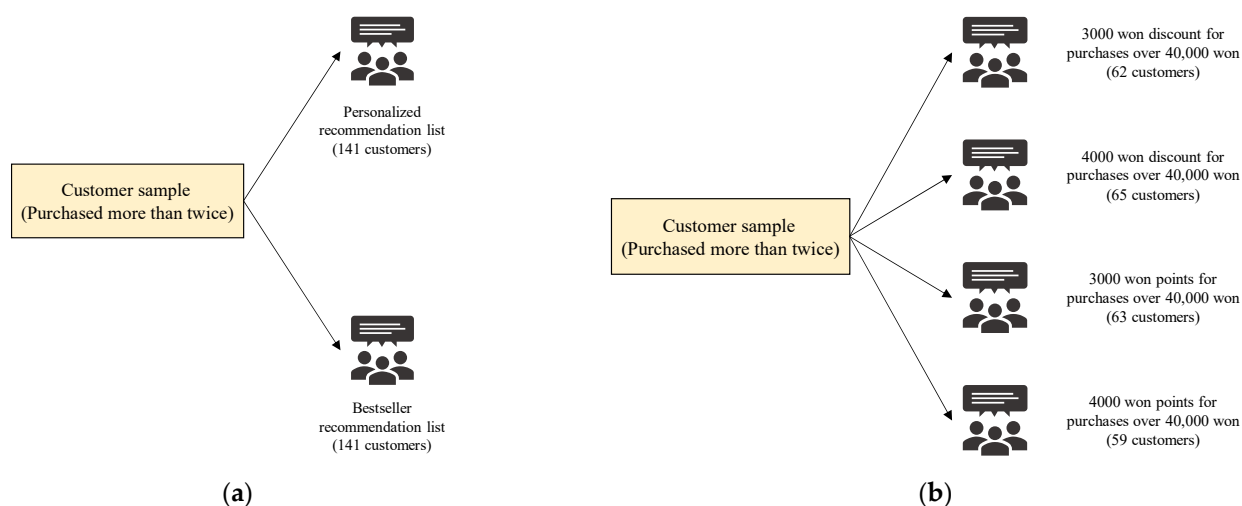 Customer sample
(Purchased more than twice)
Personalized
recommendation list
(141 customers)
Bestseller
recommendation list
(141 customers)
(a)
Customer sample
(Purchased more than twice)
3000 won discount for
purchases over 40,000 won
(62 customers)
4000 won discount for
purchases over 40,000 won
(65 customers)
3000 won points for
purchases over 40,000 won
(63 customers)
4000 won points for
purchases over 40,000 won
(59 customers)
(b)